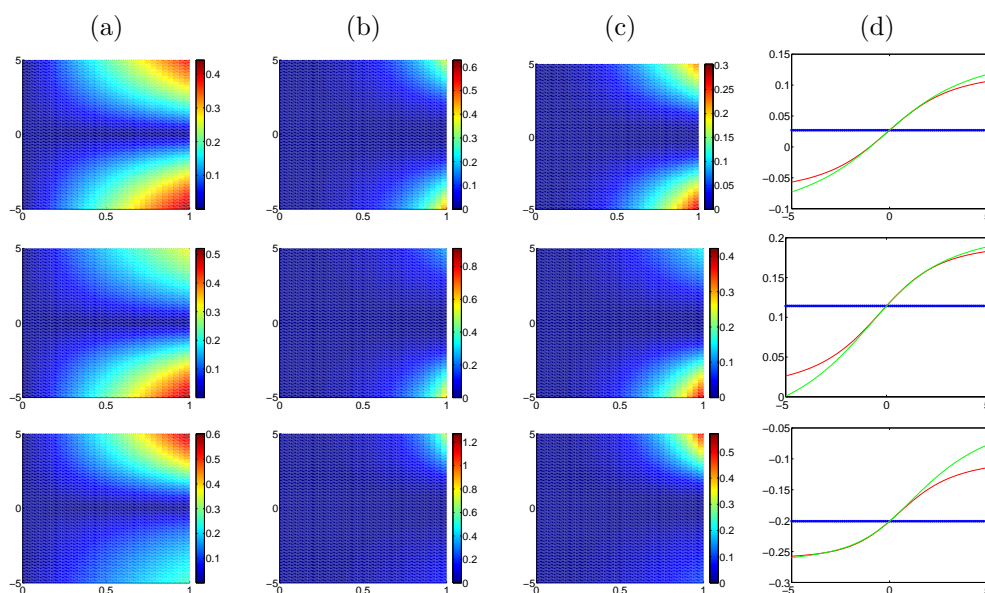 (a) (b) (c) (d)
5 0 −5 0 0.5 1 0.4 0.3 0.2 0.1
5 0 −5 0 0.5 1 0.6 0.5 0.4 0.3 0.2 0.1 0
5 0 −5 0 0.5 1 0.3 0.25 0.2 0.15 0.1 0.05 0
0.15 0.1 0.05 0 −0.05 −0.1 −5 0 5
5 0 −5 0 0.5 1 0.5 0.4 0.3 0.2 0.1
5 0 −5 0 0.5 1 0.8 0.6 0.4 0.2 0
5 0 −5 0 0.5 1 0.4 0.3 0.2 0.1 0
0.2 0.15 0.1 0.05 0 −5 0 5
5 0 −5 0 0.5 1 0.6 0.5 0.4 0.3 0.2 0.1
5 0 −5 0 0.5 1 1.2 1 0.8 0.6 0.4 0.2 0
5 0 −5 0 0.5 1 0.5 0.4 0.3 0.2 0.1 0
−0.05 −0.1 −0.15 −0.2 −0.25 −0.3 −5 0 5